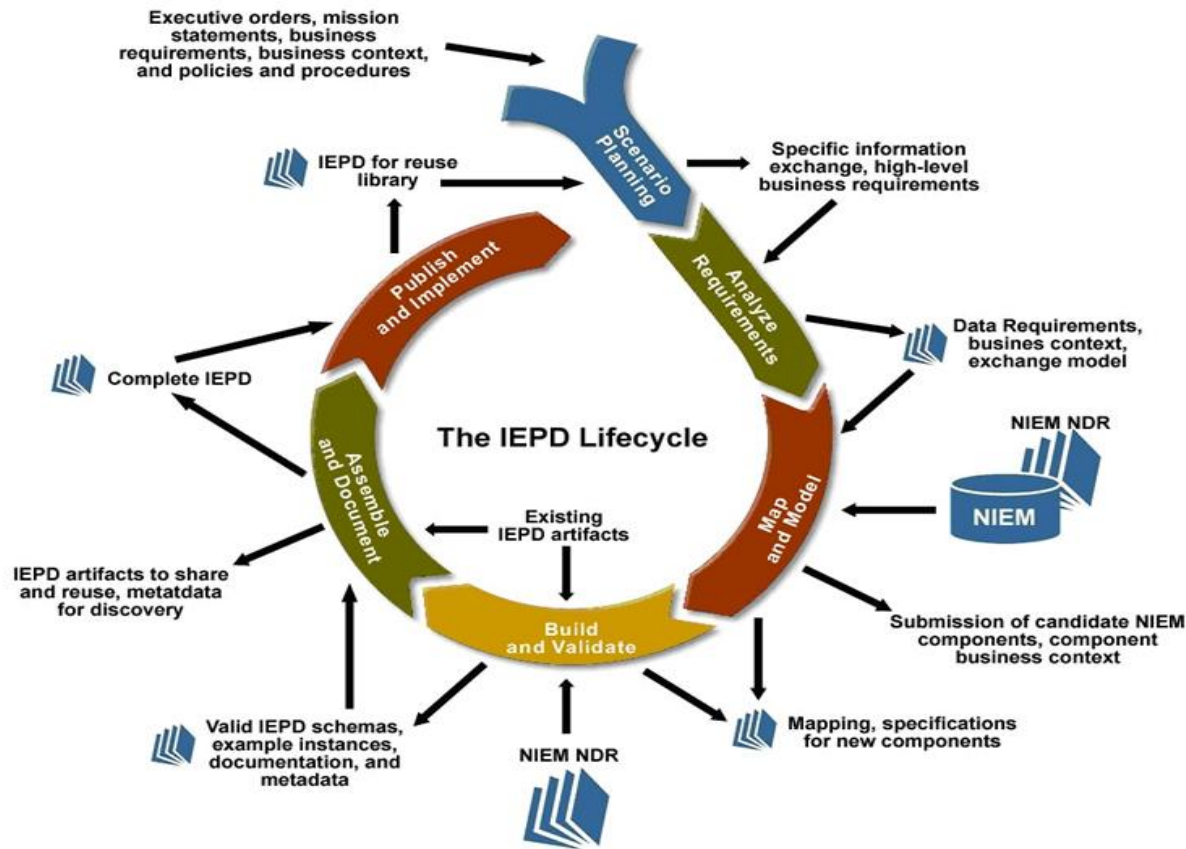 Executive orders, mission
statements, business
requirements, business context,
and policies and procedures
Scenario
Planning
IEPD for reuse
library
Specific information
exchange, high-level
business requirements
Publish
and Implement
Analyze
Requirements
Data Requirements,
busines context,
exchange model
Complete IEPD
The IEPD Lifecycle
NIEM NDR
NIEM
Assemble
and Document
Map
and Model
Existing
IEPD artifacts
IEPD artifacts to share
and reuse, metatdata
for discovery
Build
and Validate
Submission of candidate NIEM
components, component
business context
Valid IEPD schemas,
example instances,
documentation, and
metadata
NIEM NDR
Mapping, specifications
for new components